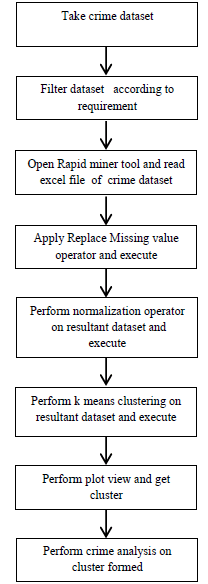 Take crime dataset
Filter dataset according to
requirement
Open Rapid miner tool and read
excel file of crime dataset
Apply Replace Missing value
operator and execute
Perform normalization operator
on resultant dataset and
execute
Perform k means clustering on
resultant dataset and execute
Perform plot view and get
cluster
Perform crime analysis on
cluster formed